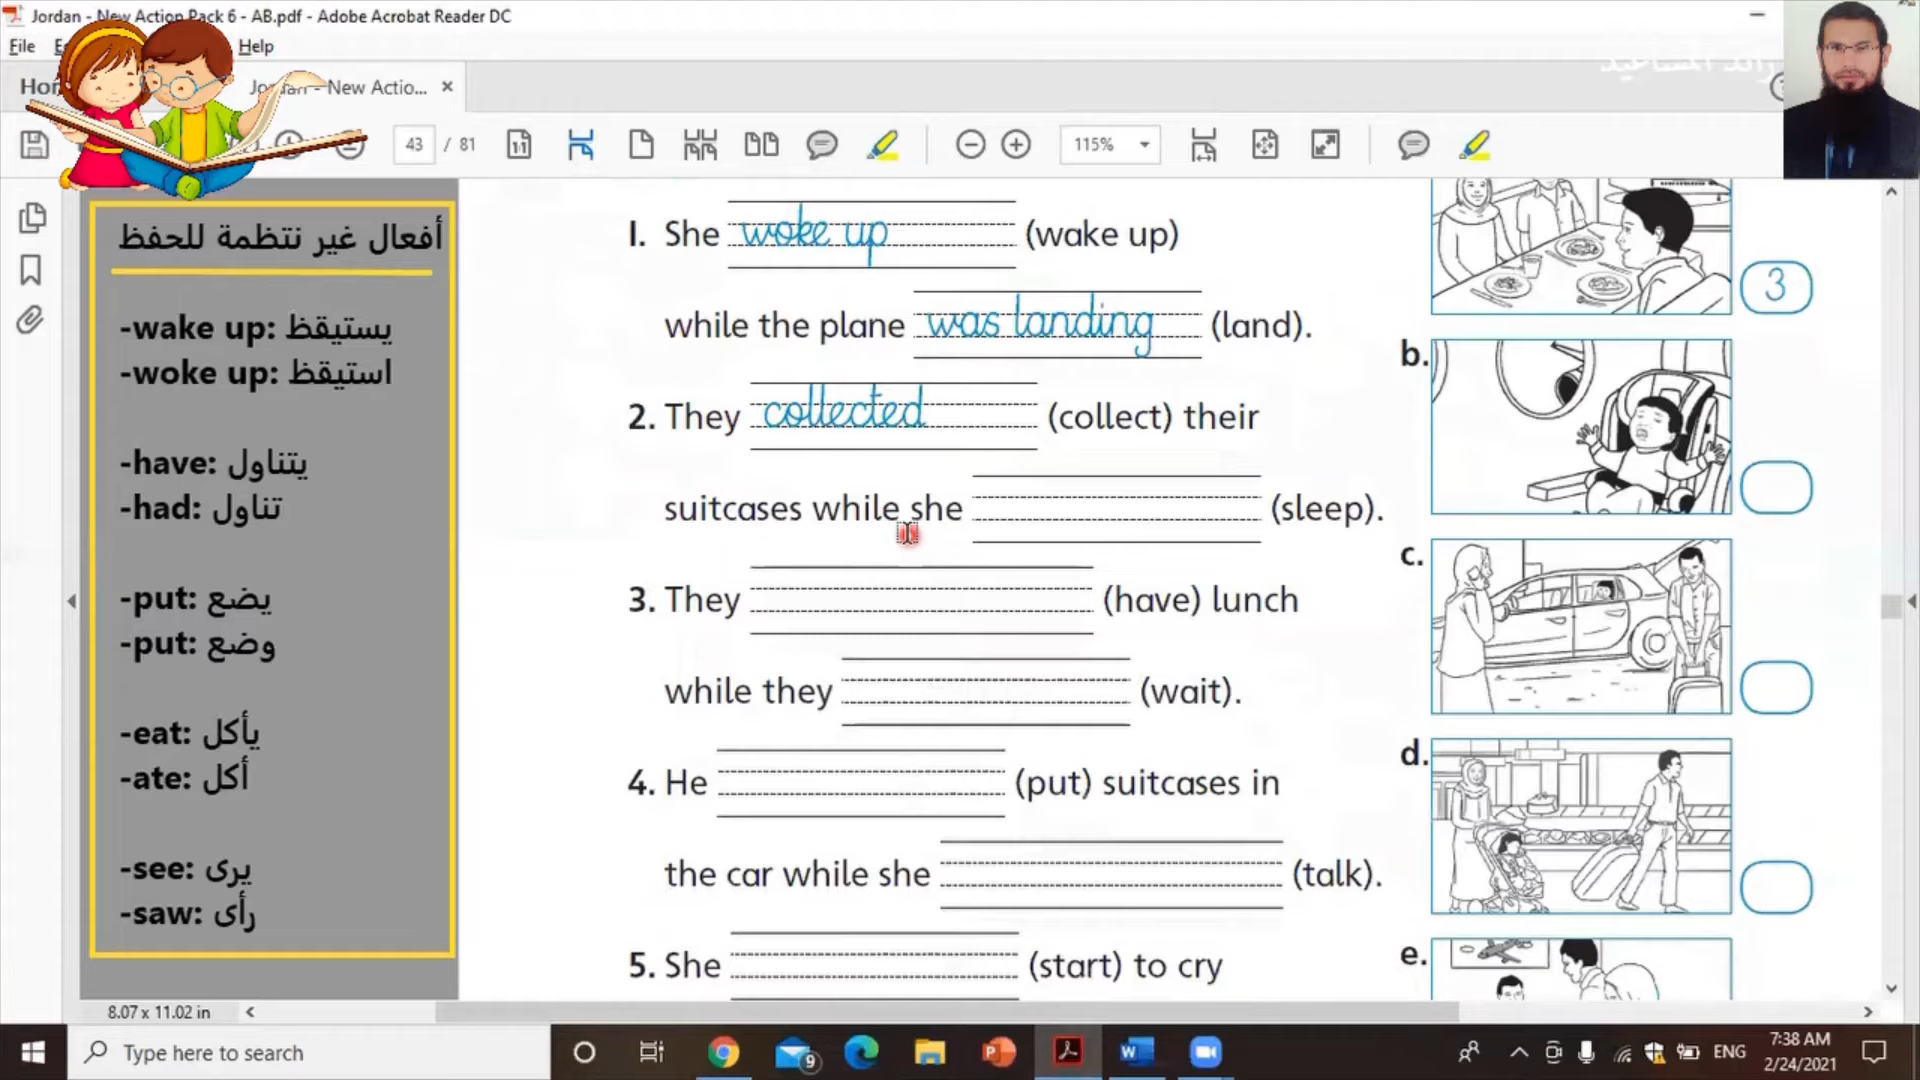 Jordan - New Action Pack 6 - AB.pdf - Adobe Acrobat Reader DC
File
Help
Jordan - New Actio...
43 / 81
115%
رائد المساعيد
أفعال غير نتظمة للحفظ
-wake up: يستيقظ
-woke up: استيقظ
-have: يتناول
-had: تناول
-put: يضع
-put: وضع
-eat: يأكل
-ate: أكل
-see: يرى
-saw: رأى
1. She woke up (wake up)
while the plane was landing (land).
2. They collected (collect) their
suitcases while she (sleep).
3. They (have) lunch
while they (wait).
4. He (put) suitcases in
the car while she (talk).
5. She (start) to cry
3
b.
c.
d.
e.
8.07 x 11.02 in
Type here to search
9
ENG
7:38 AM
2/24/2021